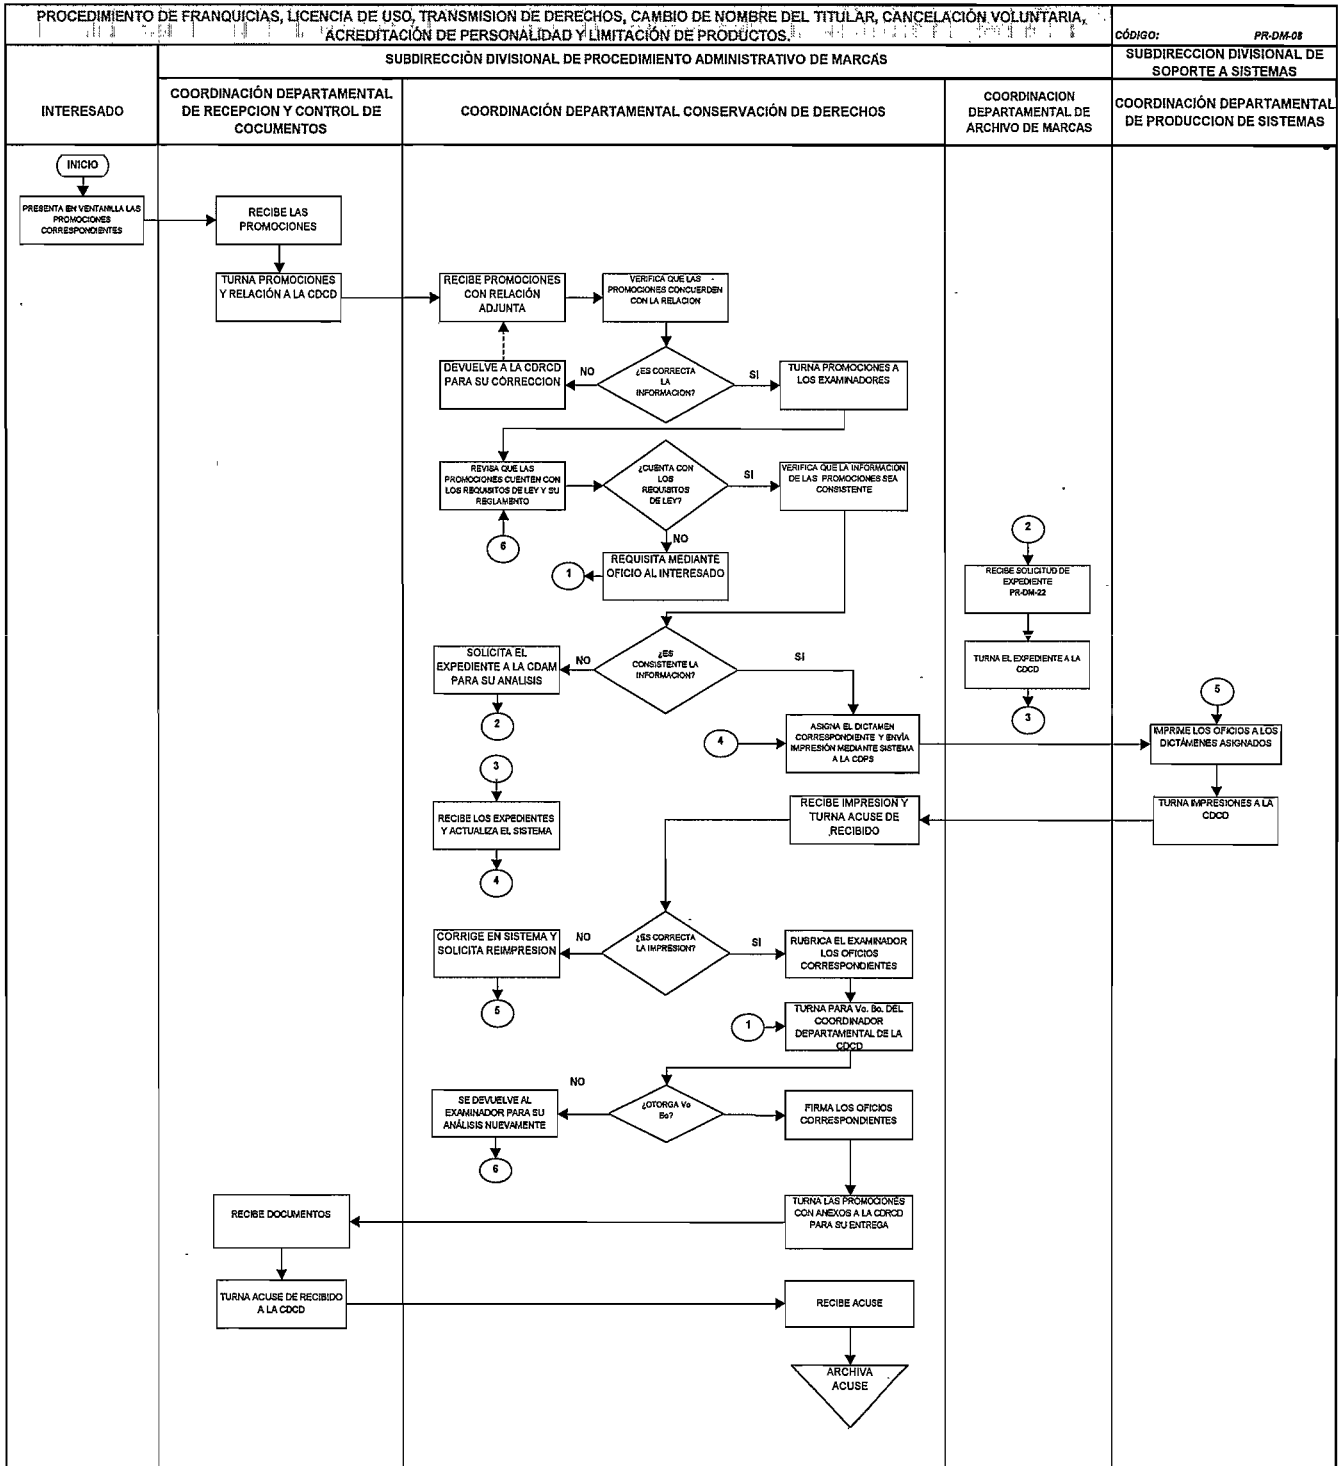 PROCEDIMIENTO DE FRANQUICIAS, LICENCIA DE USO, TRANSMISION DE DERECHOS, CAMBIO DE NOMBRE DEL TITULAR, CANCELACIÓN VOLUNTARIA,
ACREDITACIÓN DE PERSONALIDAD Y LIMITACIÓN DE PRODUCTOS.
CÓDIGO: PR-DM-08
SUBDIRECCIÓN DIVISIONAL DE PROCEDIMIENTO ADMINISTRATIVO DE MARCAS
SUBDIRECCION DIVISIONAL DE
SOPORTE A SISTEMAS
INTERESADO
COORDINACIÓN DEPARTAMENTAL
DE RECEPCION Y CONTROL DE
COCUMENTOS
COORDINACIÓN DEPARTAMENTAL CONSERVACIÓN DE DERECHOS
COORDINACION
DEPARTAMENTAL DE
ARCHIVO DE MARCAS
COORDINACIÓN DEPARTAMENTAL
DE PRODUCCION DE SISTEMAS
INICIO
PRESENTA EN VENTANILLA LAS
PROMOCIONES
CORRESPONDIENTES
RECIBE LAS
PROMOCIONES
TURNA PROMOCIONES
Y RELACIÓN A LA CDCD
RECIBE PROMOCIONES
CON RELACIÓN
ADJUNTA
VERIFICA QUE LAS
PROMOCIONES CONCUERDEN
CON LA RELACION
DEVUELVE A LA CDRCD
PARA SU CORRECCION
NO
¿ES CORRECTA
LA
INFORMACION?
SI
TURNA PROMOCIONES A
LOS EXAMINADORES
REVISA QUE LAS
PROMOCIONES CUENTEN CON
LOS REQUISITOS DE LEY Y SU
REGLAMENTO
¿CUENTA CON
LOS
REQUISITOS
DE LEY?
SI
VERIFICA QUE LA INFORMACIÓN
DE LAS PROMOCIONES SEA
CONSISTENTE
6
NO
1
REQUISITA MEDIANTE
OFICIO AL INTERESADO
2
RECIBE SOLICITUD DE
EXPEDIENTE
PR-DM-22
TURNA EL EXPEDIENTE A LA
CDCD
3
SOLICITA EL
EXPEDIENTE A LA CDAM
PARA SU ANALISIS
NO
¿ES
CONSISTENTE LA
INFORMACION?
SI
2
4
ASIGNA EL DICTAMEN
CORRESPONDIENTE Y ENVÍA
IMPRESIÓN MEDIANTE SISTEMA
A LA CDPS
5
IMPRIME LOS OFICIOS A LOS
DICTÁMENES ASIGNADOS
3
RECIBE LOS EXPEDIENTES
Y ACTUALIZA EL SISTEMA
4
RECIBE IMPRESION Y
TURNA ACUSE DE
RECIBIDO
TURNA IMPRESIONES A LA
CDCD
CORRIGE EN SISTEMA Y
SOLICITA REIMPRESION
NO
¿ES CORRECTA
LA IMPRESION?
SI
RUBRICA EL EXAMINADOR
LOS OFICIOS
CORRESPONDIENTES
5
1
TURNA PARA Vo. Bo. DEL
COORDINADOR
DEPARTAMENTAL DE LA
CDCD
SE DEVUELVE AL
EXAMINADOR PARA SU
ANÁLISIS NUEVAMENTE
NO
¿OTORGA Vo
Bo?
FIRMA LOS OFICIOS
CORRESPONDIENTES
6
RECIBE DOCUMENTOS
TURNA LAS PROMOCIONES
CON ANEXOS A LA CDRCD
PARA SU ENTREGA
TURNA ACUSE DE RECIBIDO
A LA CDCD
RECIBE ACUSE
ARCHIVA
ACUSE